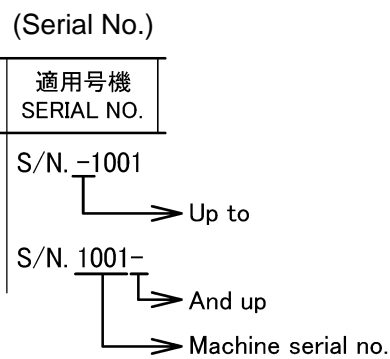 (Serial No.)
適用号機
SERIAL NO.
S/N. -1001
Up to
S/N. 1001-
And up
Machine serial no.